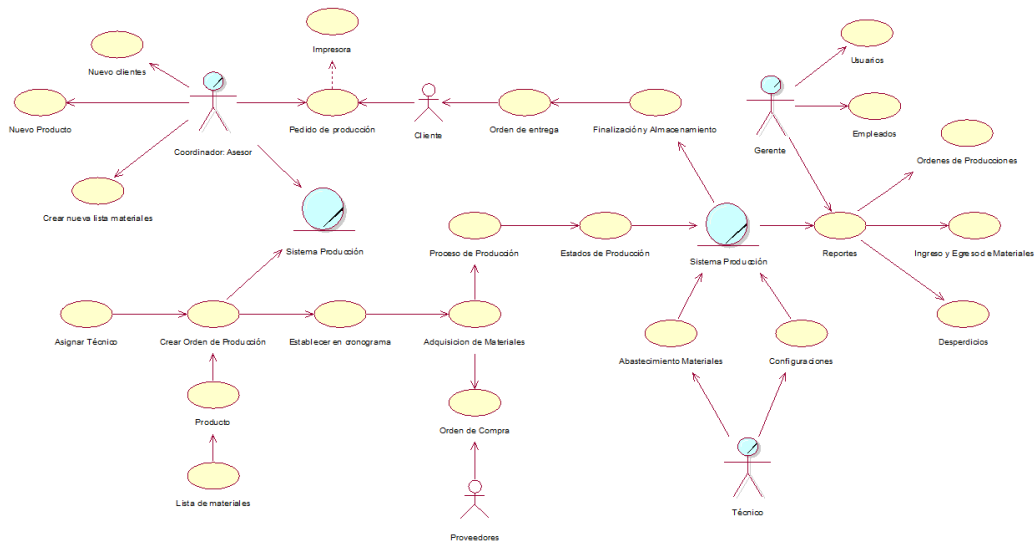 Impresora
Nuevo clientes
Usuarios
Nuevo Producto
Pedido de producción
Cliente
Orden de entrega
Finalización y Almacenamiento
Empleados
Coordinador: Asesor
Gerente
Ordenes de Producciones
Crear nueva lista materiales
Sistema Producción
Proceso de Producción
Estados de Producción
Sistema Producción
Reportes
Ingreso y Egreso de Materiales
Asignar Técnico
Crear Orden de Producción
Establecer en cronograma
Adquisicion de Materiales
Abastecimiento Materiales
Configuraciones
Desperdicios
Producto
Orden de Compra
Lista de materiales
Técnico
Proveedores